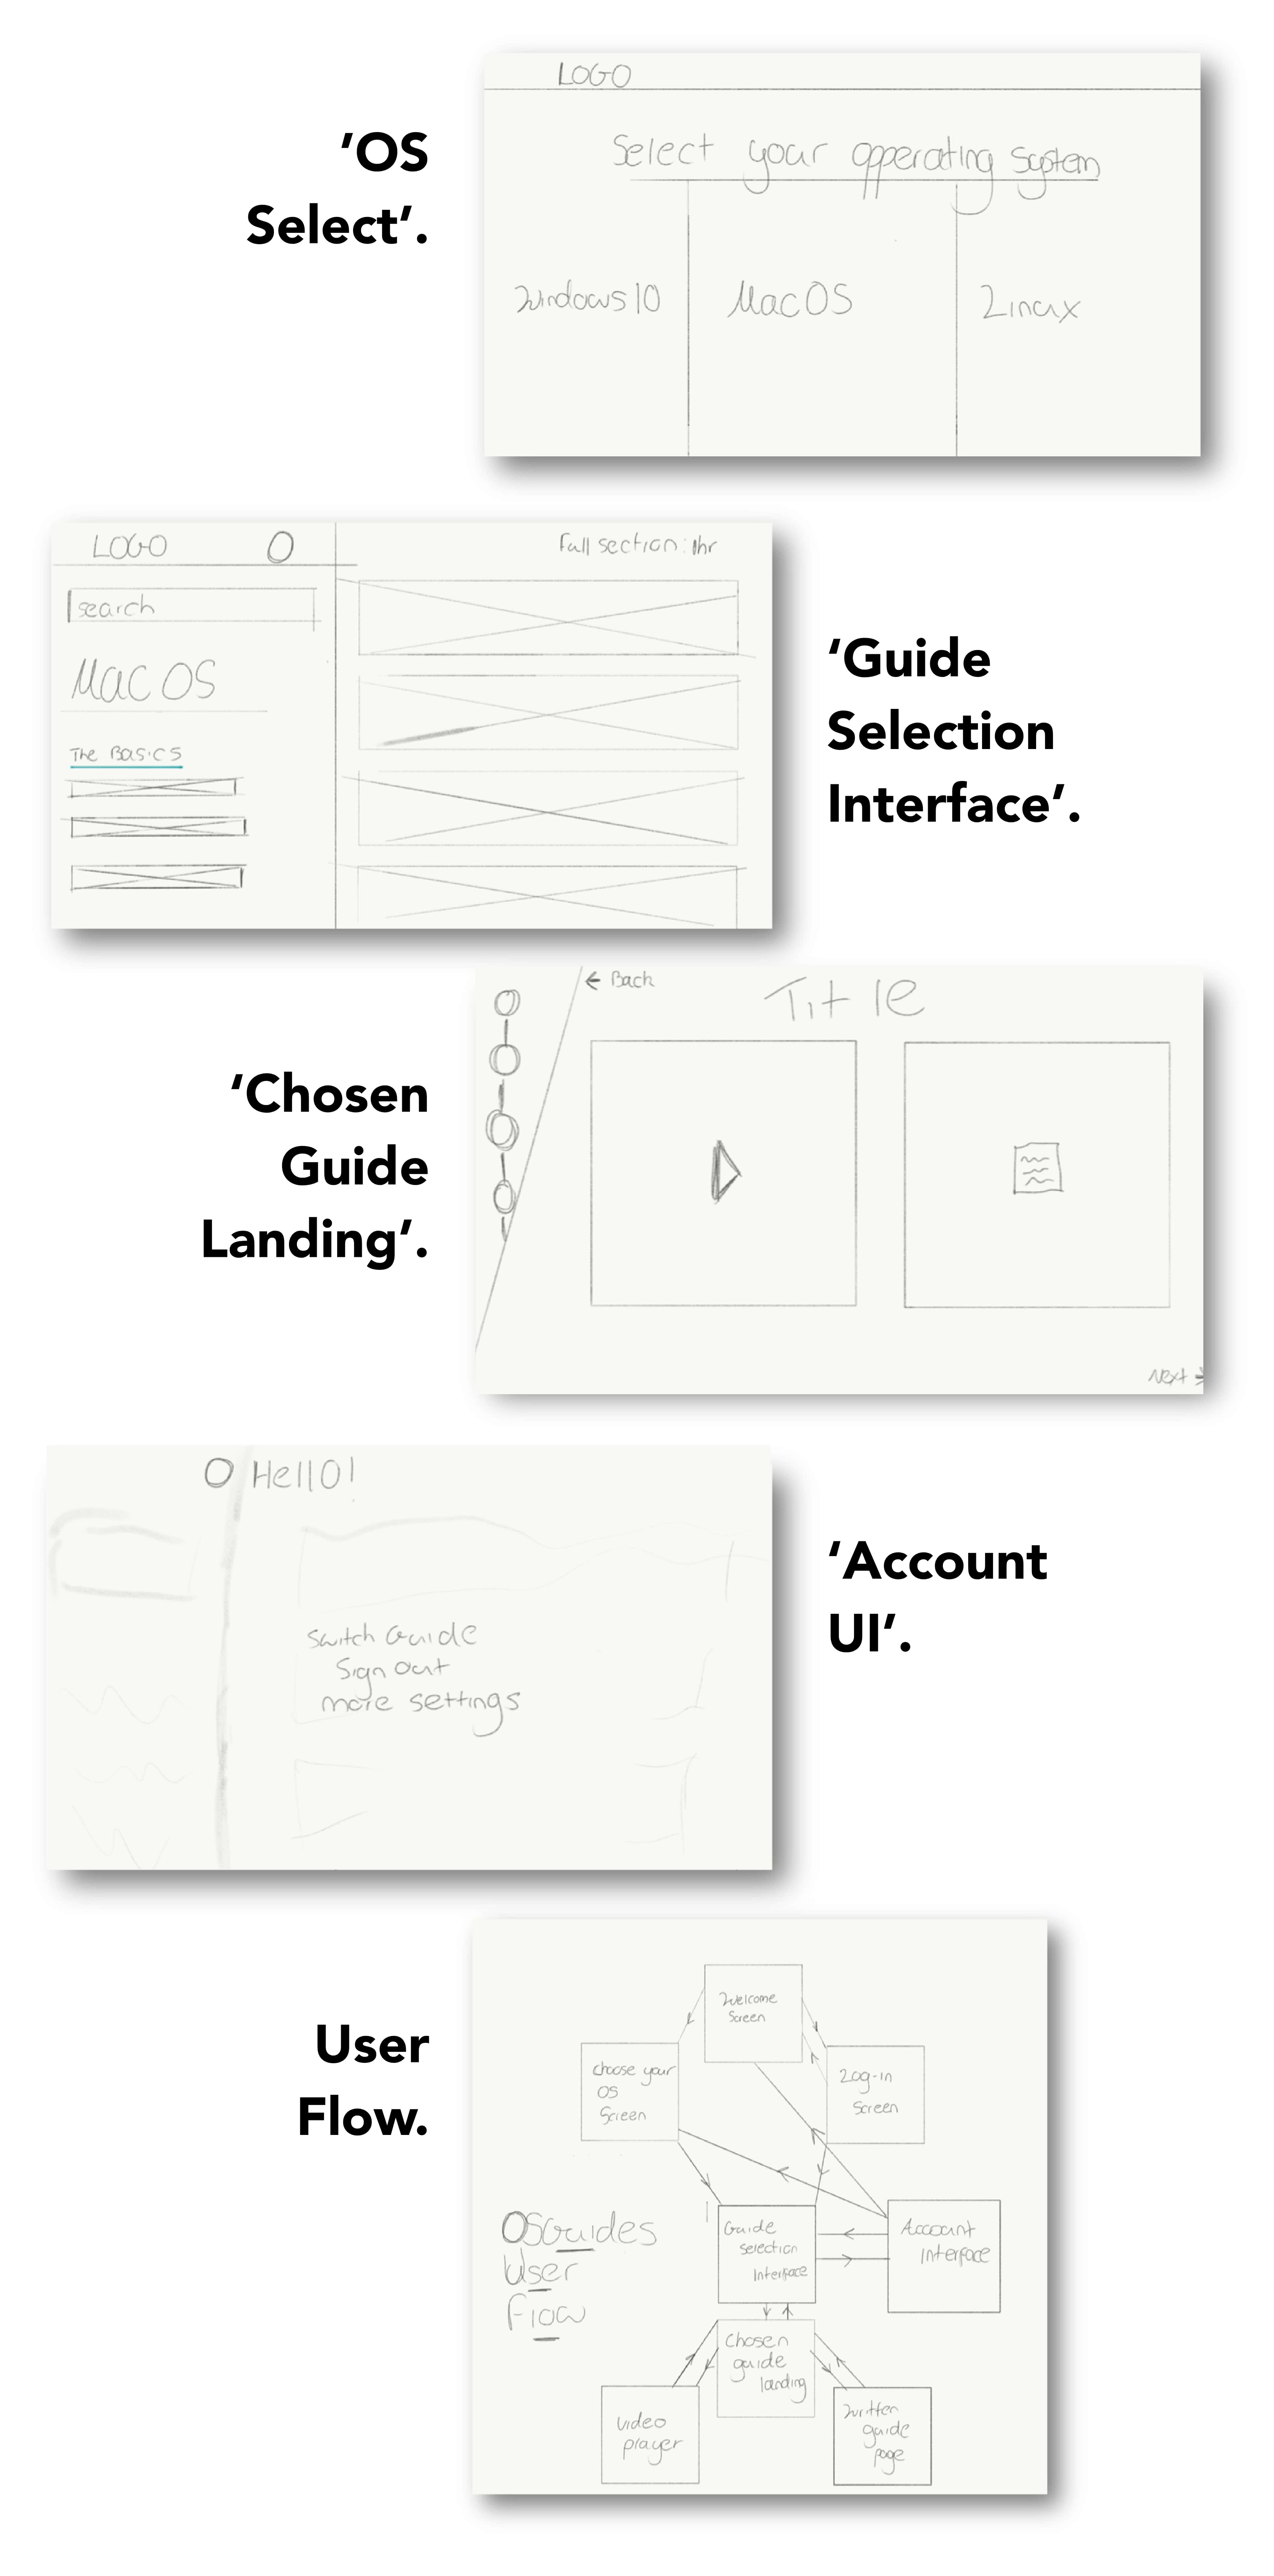 ‘OS
Select’.
LOGO
Select your opperating system
Windows10
MacOS
Linux
LOGO
Full section: 1hr
search
MacOS
The Basics
‘Guide
Selection
Interface’.
‘Chosen
Guide
Landing’.
← Back
Title
Next →
Hello!
Switch Guide
Sign out
more settings
‘Account
UI’.
User
Flow.
Welcome
Screen
Choose your
OS
Screen
Log-in
Screen
OSGuides
User
Flow
Guide
selection
Interface
Account
Interface
Chosen
guide
landing
video
player
written
guide
page